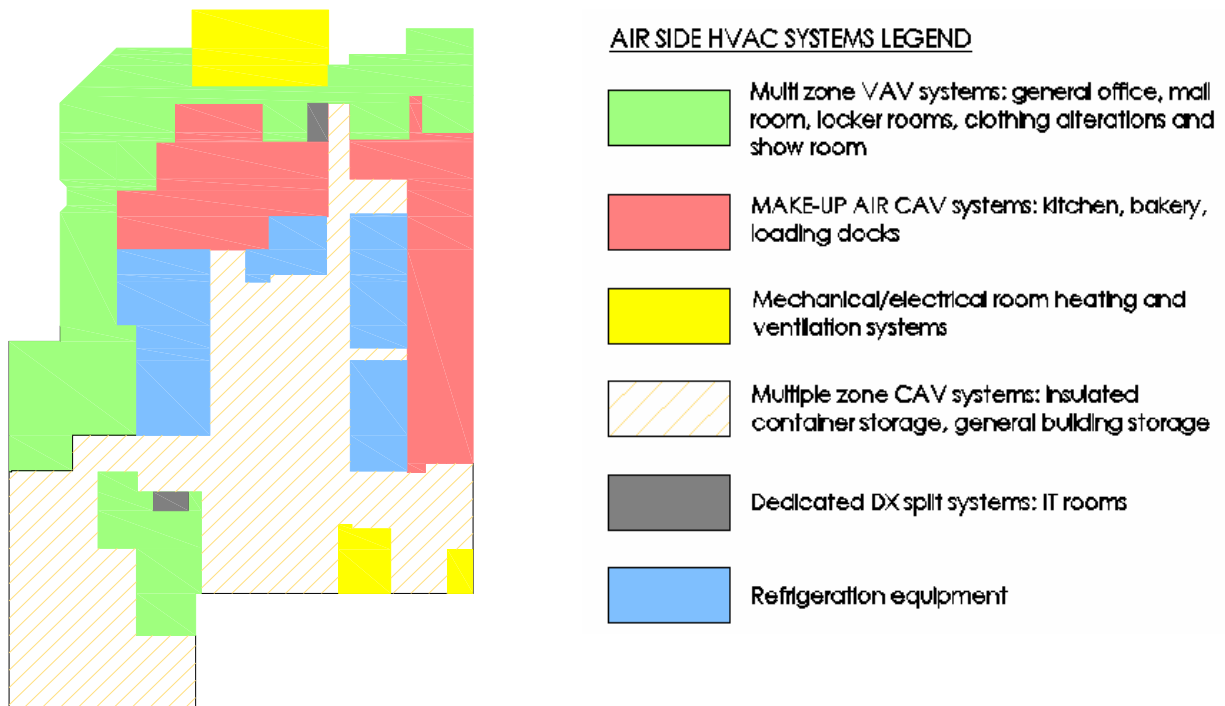 AIR SIDE HVAC SYSTEMS LEGEND
Multi zone VAV systems: general office, mail
room, locker rooms, clothing alterations and
show room
MAKE-UP AIR CAV systems: kitchen, bakery,
loading docks
Mechanical/electrical room heating and
ventilation systems
Multiple zone CAV systems: insulated
container storage, general building storage
Dedicated DX split systems: IT rooms
Refrigeration equipment